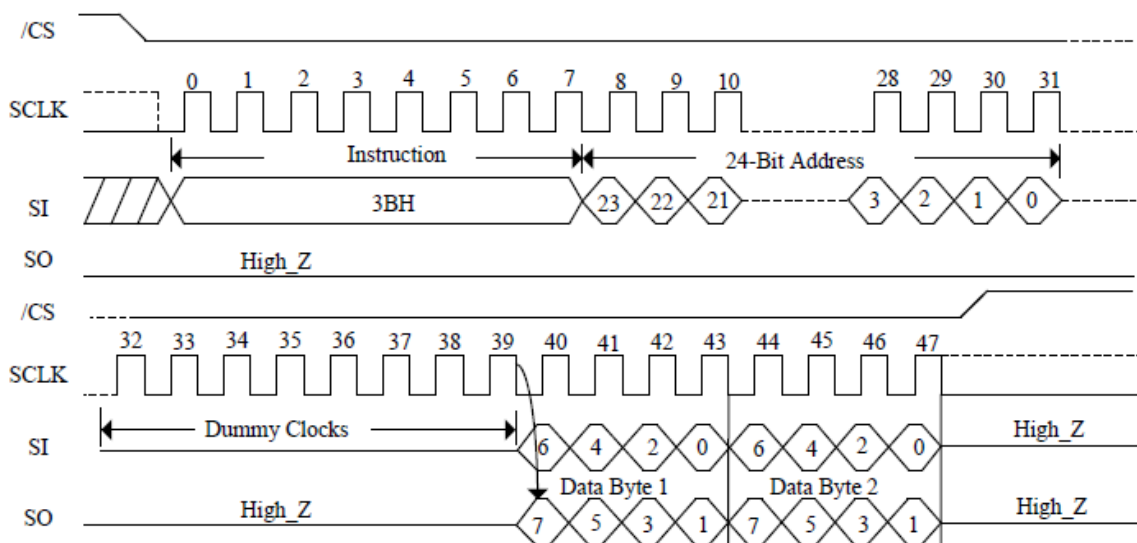 /CS
0 1 2 3 4 5 6 7 8 9 10 28 29 30 31
SCLK
Instruction 24-Bit Address
SI 3BH 23 22 21 3 2 1 0
SO High_Z
/CS
32 33 34 35 36 37 38 39 40 41 42 43 44 45 46 47
SCLK
Dummy Clocks
SI 6 4 2 0 6 4 2 0 High_Z
Data Byte 1 Data Byte 2
SO High_Z 7 5 3 1 7 5 3 1 High_Z